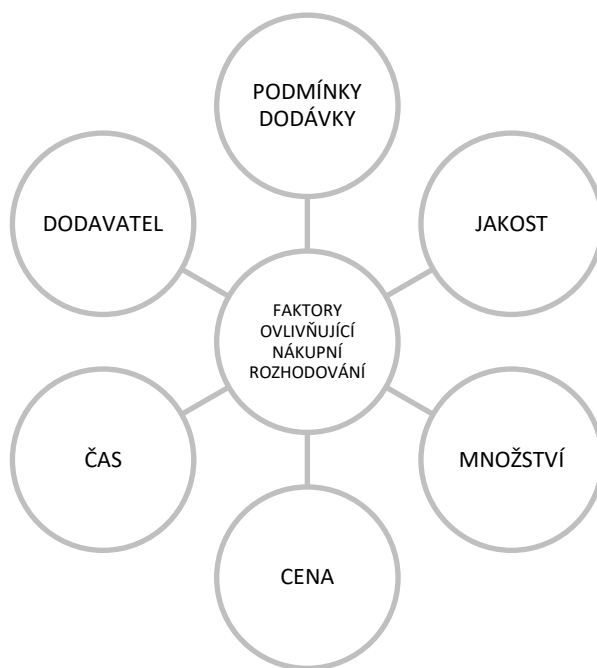 PODMÍNKY
DODÁVKY
DODAVATEL
JAKOST
FAKTORY
OVLIVŇUJÍCÍ
NÁKUPNÍ
ROZHODOVÁNÍ
ČAS
MNOŽSTVÍ
CENA